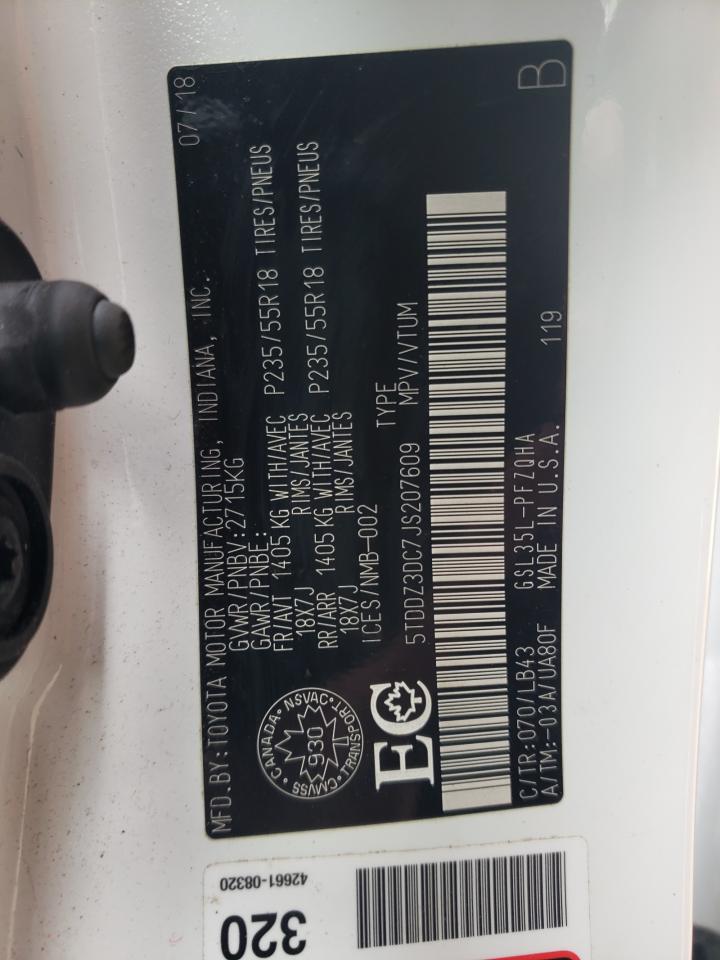 MFD.BY:TOYOTA MOTOR MANUFACTURING, INDIANA, INC. 07/18
GVWR/PNBV:2715KG
GAWR/PNBE:
FR/AVT 1405 KG WITH/AVEC P235/55R18 TIRES/PNEUS
18X7J RIMS/JANTES
RR/ARR 1405 KG WITH/AVEC P235/55R18 TIRES/PNEUS
18X7J RIMS/JANTES
ICES/NMB-002
CANADA • NSVAC • TRANSPORT • CMVSS •
930
EC
TYPE
5TDDZ3DC7JS207609 MPV/VTUM
C/TR:070/LB43 GSL35L-PFZQHA
A/TM:-03A/UA80F MADE IN U.S.A. 119 B
42661-08320
320